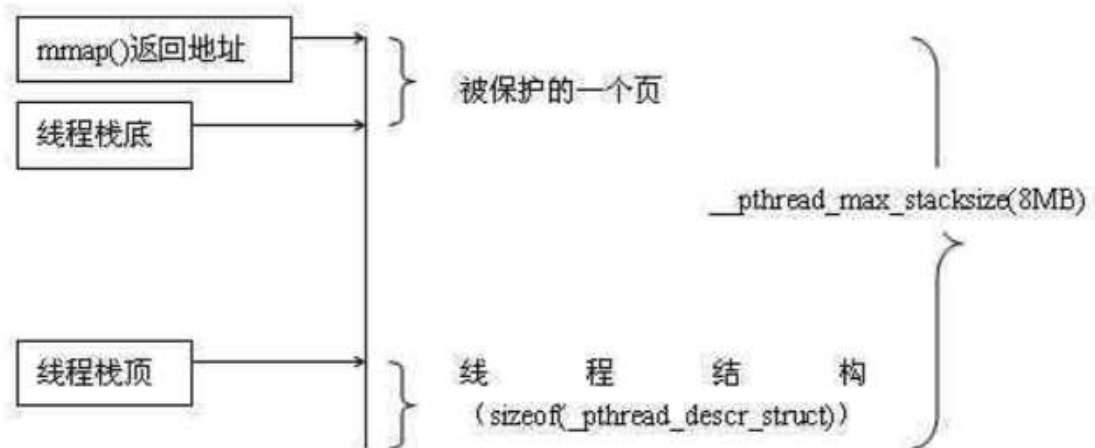 mmap()返回地址
被保护的一个页
线程栈底
__pthread_max_stacksize(8MB)
线程栈顶
线 程 结 构
(sizeof(_pthread_descr_struct))